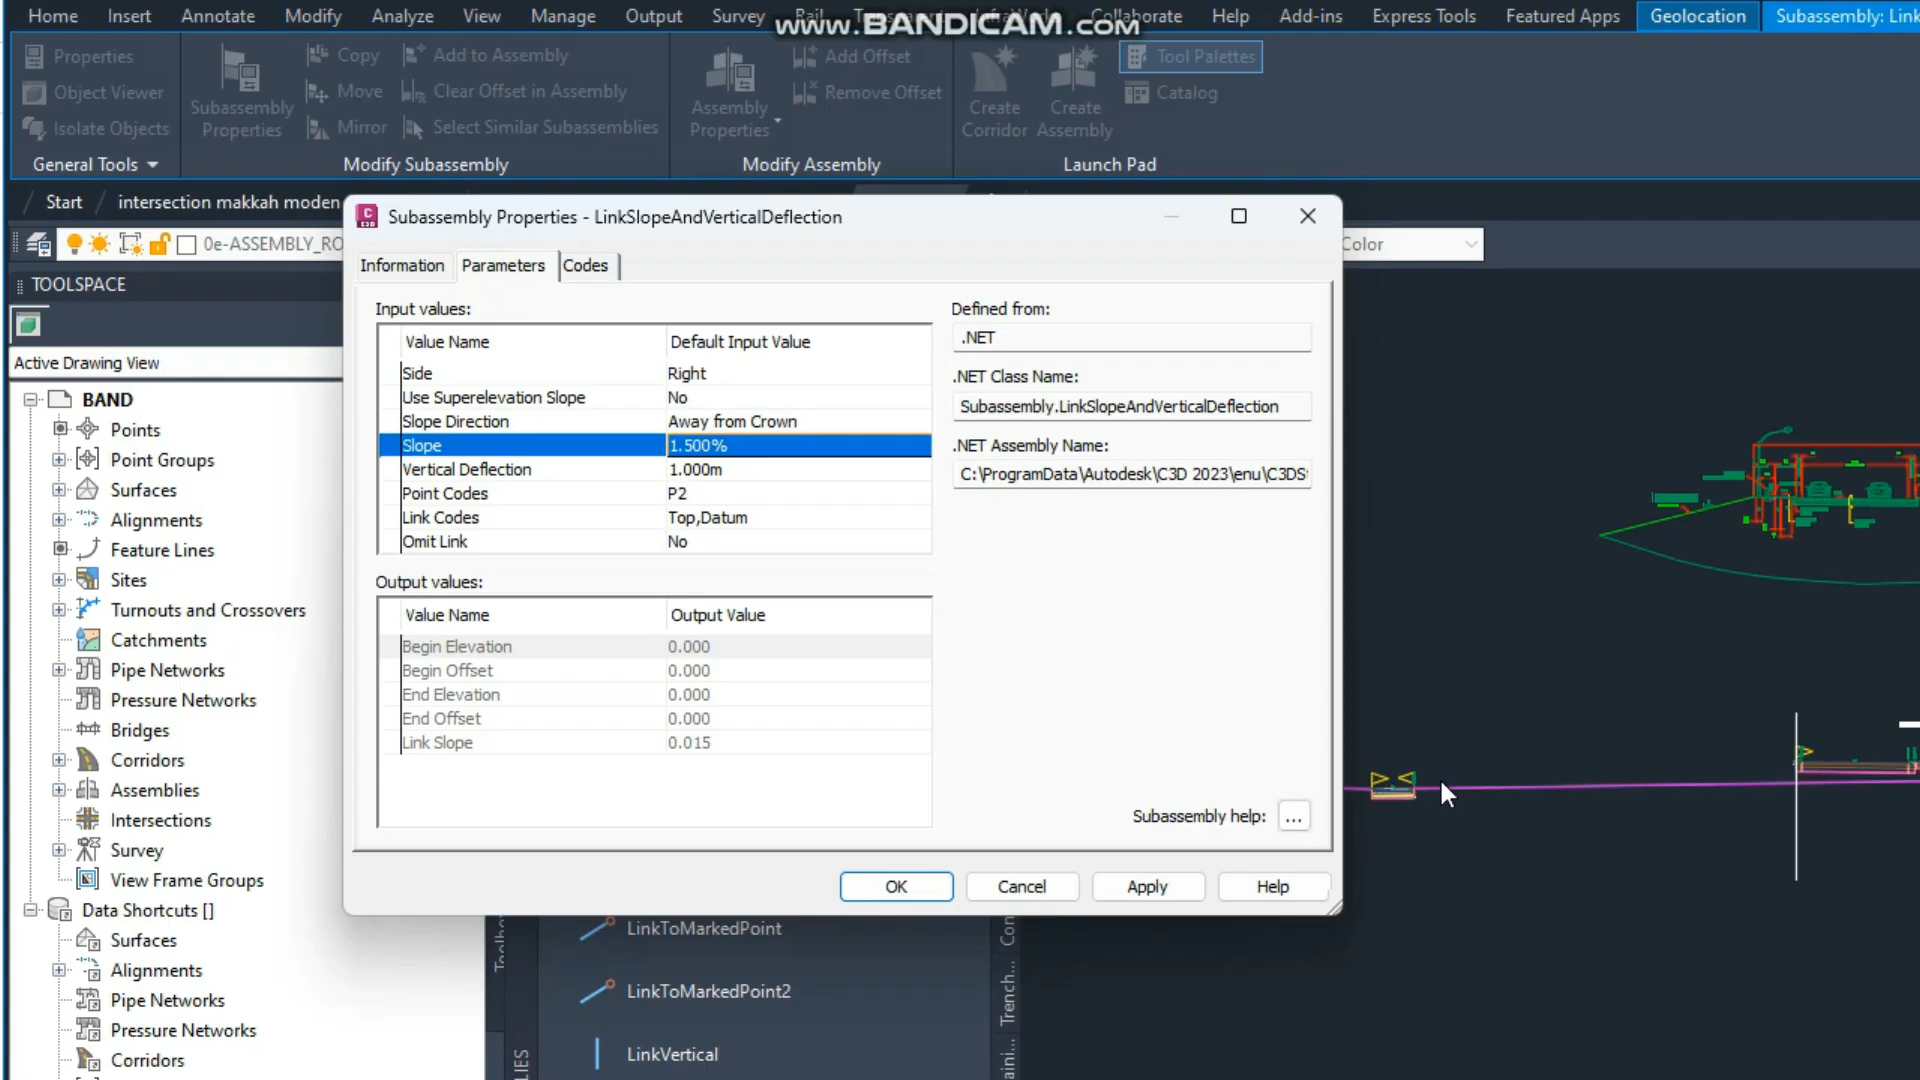 Home Insert Annotate Modify Analyze View Manage Output Survey Rail Collaborate Help Add-ins Express Tools Featured Apps Geolocation Subassembly: Link
www.BANDICAM.com
Properties Copy Add to Assembly Add Offset Tool Palettes
Object Viewer Move Clear Offset in Assembly Remove Offset Catalog
Isolate Objects Mirror Select Similar Subassemblies
Subassembly Properties
Assembly Properties
Create Corridor
Create Assembly
General Tools Modify Subassembly Modify Assembly Launch Pad
Start / intersection makkah moden
0e-ASSEMBLY_RO
Color
TOOLSPACE
Active Drawing View
BAND
Points
Point Groups
Surfaces
Alignments
Feature Lines
Sites
Turnouts and Crossovers
Catchments
Pipe Networks
Pressure Networks
Bridges
Corridors
Assemblies
Intersections
Survey
View Frame Groups
Data Shortcuts []
Surfaces
Alignments
Pipe Networks
Pressure Networks
Corridors
Subassembly Properties - LinkSlopeAndVerticalDeflection
Information Parameters Codes
Input values:
Value Name Default Input Value
Side Right
Use Superelevation Slope No
Slope Direction Away from Crown
Slope 1.500%
Vertical Deflection 1.000m
Point Codes P2
Link Codes Top,Datum
Omit Link No
Output values:
Value Name Output Value
Begin Elevation 0.000
Begin Offset 0.000
End Elevation 0.000
End Offset 0.000
Link Slope 0.015
Defined from:
.NET
.NET Class Name:
Subassembly.LinkSlopeAndVerticalDeflection
.NET Assembly Name:
C:\ProgramData\Autodesk\C3D 2023\enu\C3DS
Subassembly help: ...
OK Cancel Apply Help
LinkToMarkedPoint
LinkToMarkedPoint2
LinkVertical
Trench...